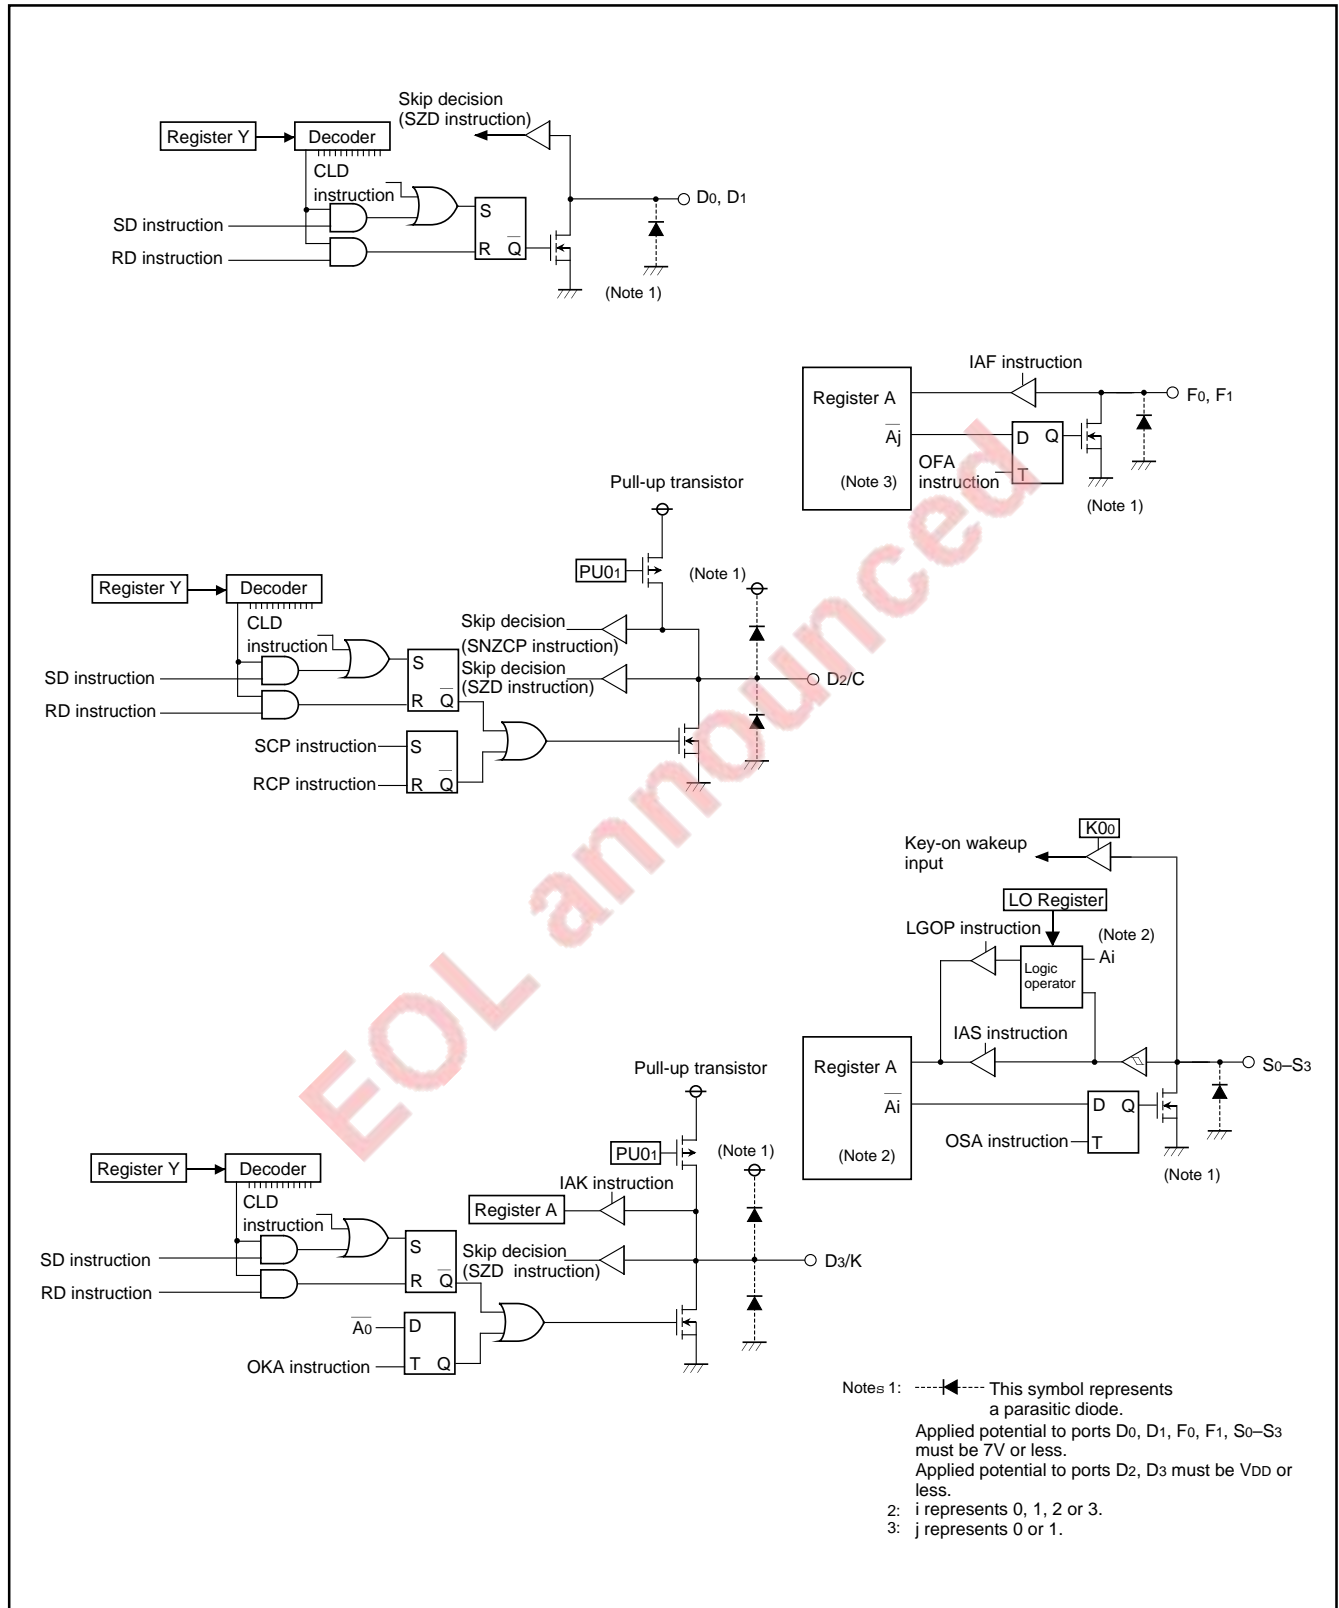 Skip decision
(SZD instruction)
Register Y
Decoder
CLD
instruction
SD instruction
RD instruction
S
R
Q
D0, D1
(Note 1)
IAF instruction
Register A
Aj
(Note 3)
D
Q
T
OFA
instruction
F0, F1
(Note 1)
Pull-up transistor
PU01
(Note 1)
Register Y
Decoder
CLD
instruction
Skip decision
(SNZCP instruction)
Skip decision
(SZD instruction)
SD instruction
RD instruction
S
R
Q
D2/C
SCP instruction
RCP instruction
S
R
Q
K00
Key-on wakeup
input
LO Register
LGOP instruction
(Note 2)
Ai
Logic
operator
IAS instruction
Register A
Ai
(Note 2)
D
Q
T
OSA instruction
S0–S3
(Note 1)
Pull-up transistor
PU01
(Note 1)
Register Y
Decoder
CLD
instruction
IAK instruction
Register A
Skip decision
(SZD instruction)
SD instruction
RD instruction
S
R
Q
D3/K
A0
OKA instruction
D
T
Q
Notes 1: This symbol represents
a parasitic diode.
Applied potential to ports D0, D1, F0, F1, S0–S3
must be 7V or less.
Applied potential to ports D2, D3 must be VDD or
less.
2: i represents 0, 1, 2 or 3.
3: j represents 0 or 1.
EOL announced